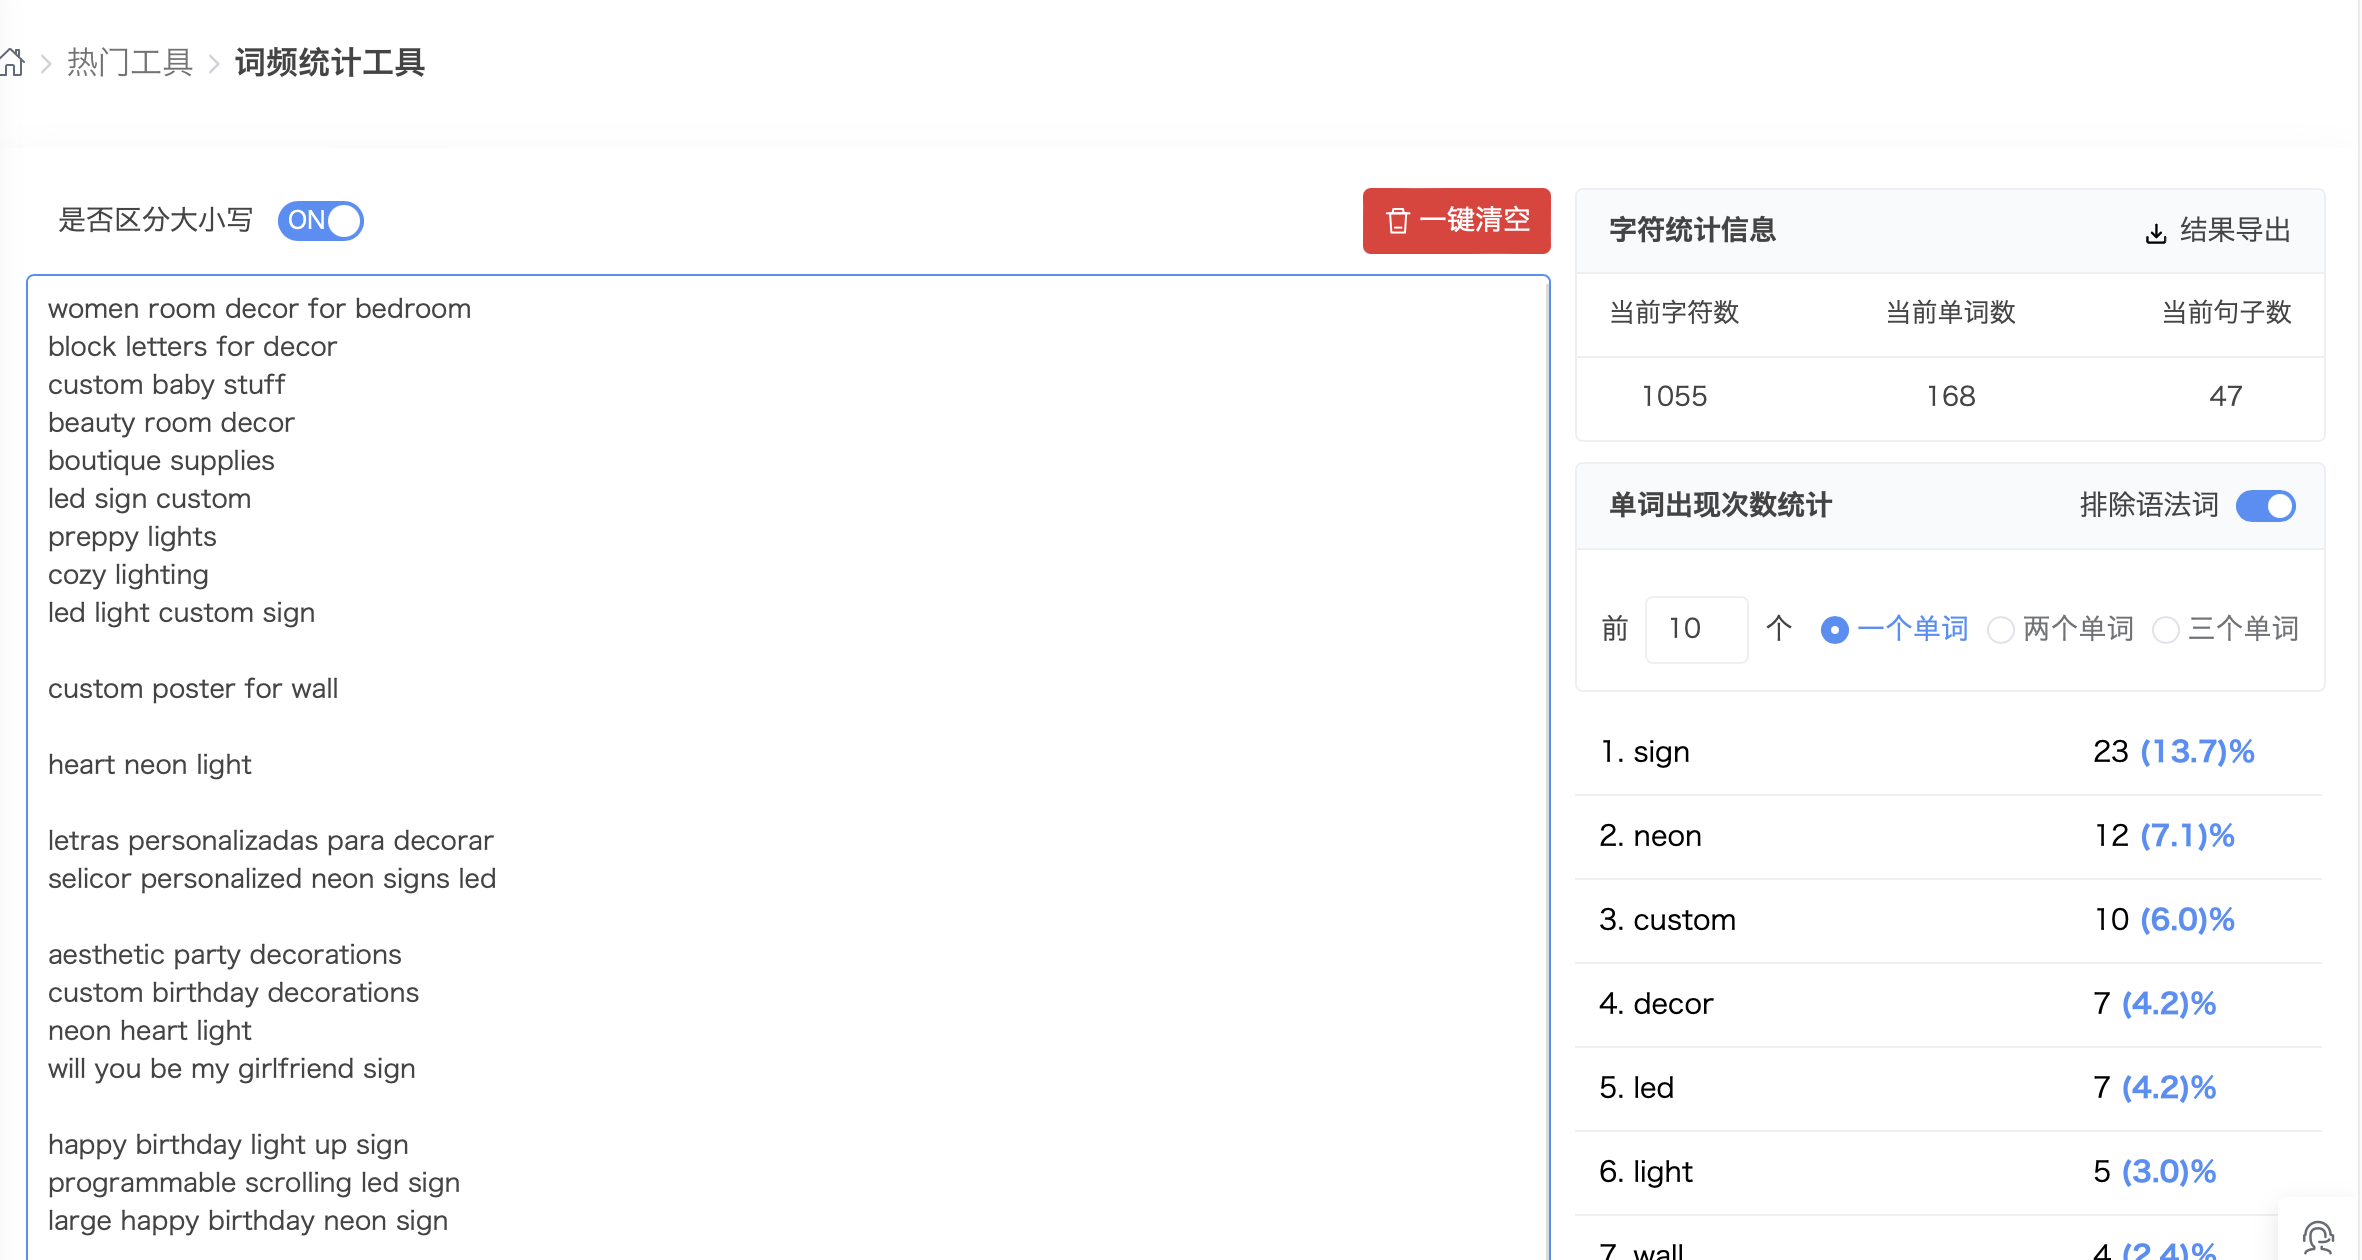 热门工具 词频统计工具
是否区分大小写 ON
一键清空
women room decor for bedroom
block letters for decor
custom baby stuff
beauty room decor
boutique supplies
led sign custom
preppy lights
cozy lighting
led light custom sign
custom poster for wall
heart neon light
letras personalizadas para decorar
selicor personalized neon signs led
aesthetic party decorations
custom birthday decorations
neon heart light
will you be my girlfriend sign
happy birthday light up sign
programmable scrolling led sign
large happy birthday neon sign
字符统计信息 结果导出
当前字符数 当前单词数 当前句子数
1055 168 47
单词出现次数统计 排除语法词
前 10 个 一个单词 两个单词 三个单词
1. sign 23 (13.7)%
2. neon 12 (7.1)%
3. custom 10 (6.0)%
4. decor 7 (4.2)%
5. led 7 (4.2)%
6. light 5 (3.0)%
7. wall 4 (2.4)%